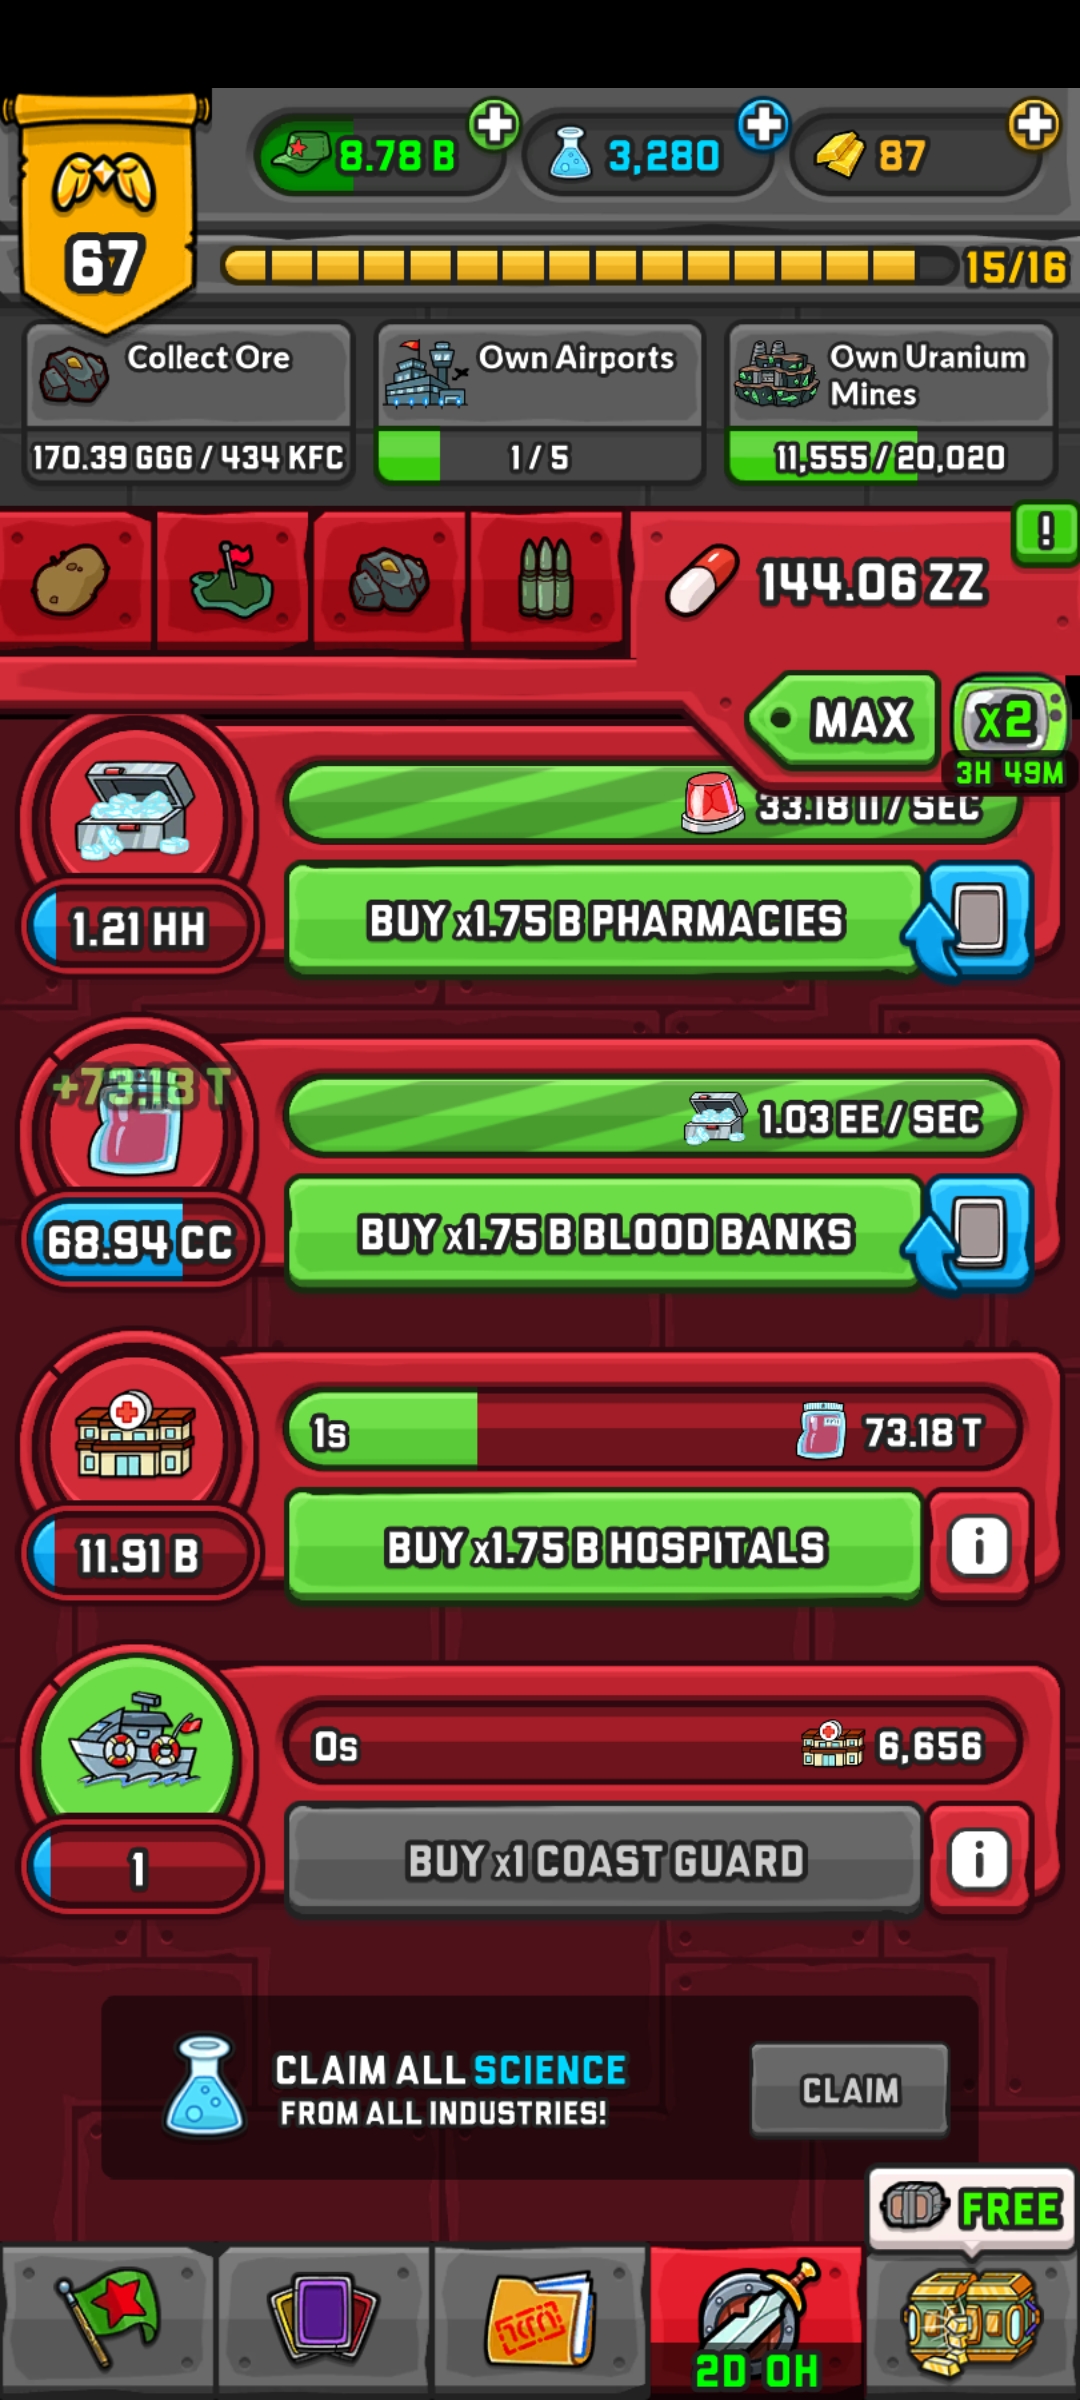 8.78 B
3,280
87
67
15/16
Collect Ore
170.39 GGG / 434 KFC
Own Airports
1 / 5
Own Uranium
Mines
11,555 / 20,020
!
144.06 ZZ
MAX
x2
3H 49M
33.18 II / SEC
1.21 HH
BUY x1.75 B PHARMACIES
+73.18 T
1.03 EE / SEC
68.94 CC
BUY x1.75 B BLOOD BANKS
1s
73.18 T
11.91 B
BUY x1.75 B HOSPITALS
i
0s
6,656
1
BUY x1 COAST GUARD
i
CLAIM ALL SCIENCE
FROM ALL INDUSTRIES!
CLAIM
FREE
2D 0H